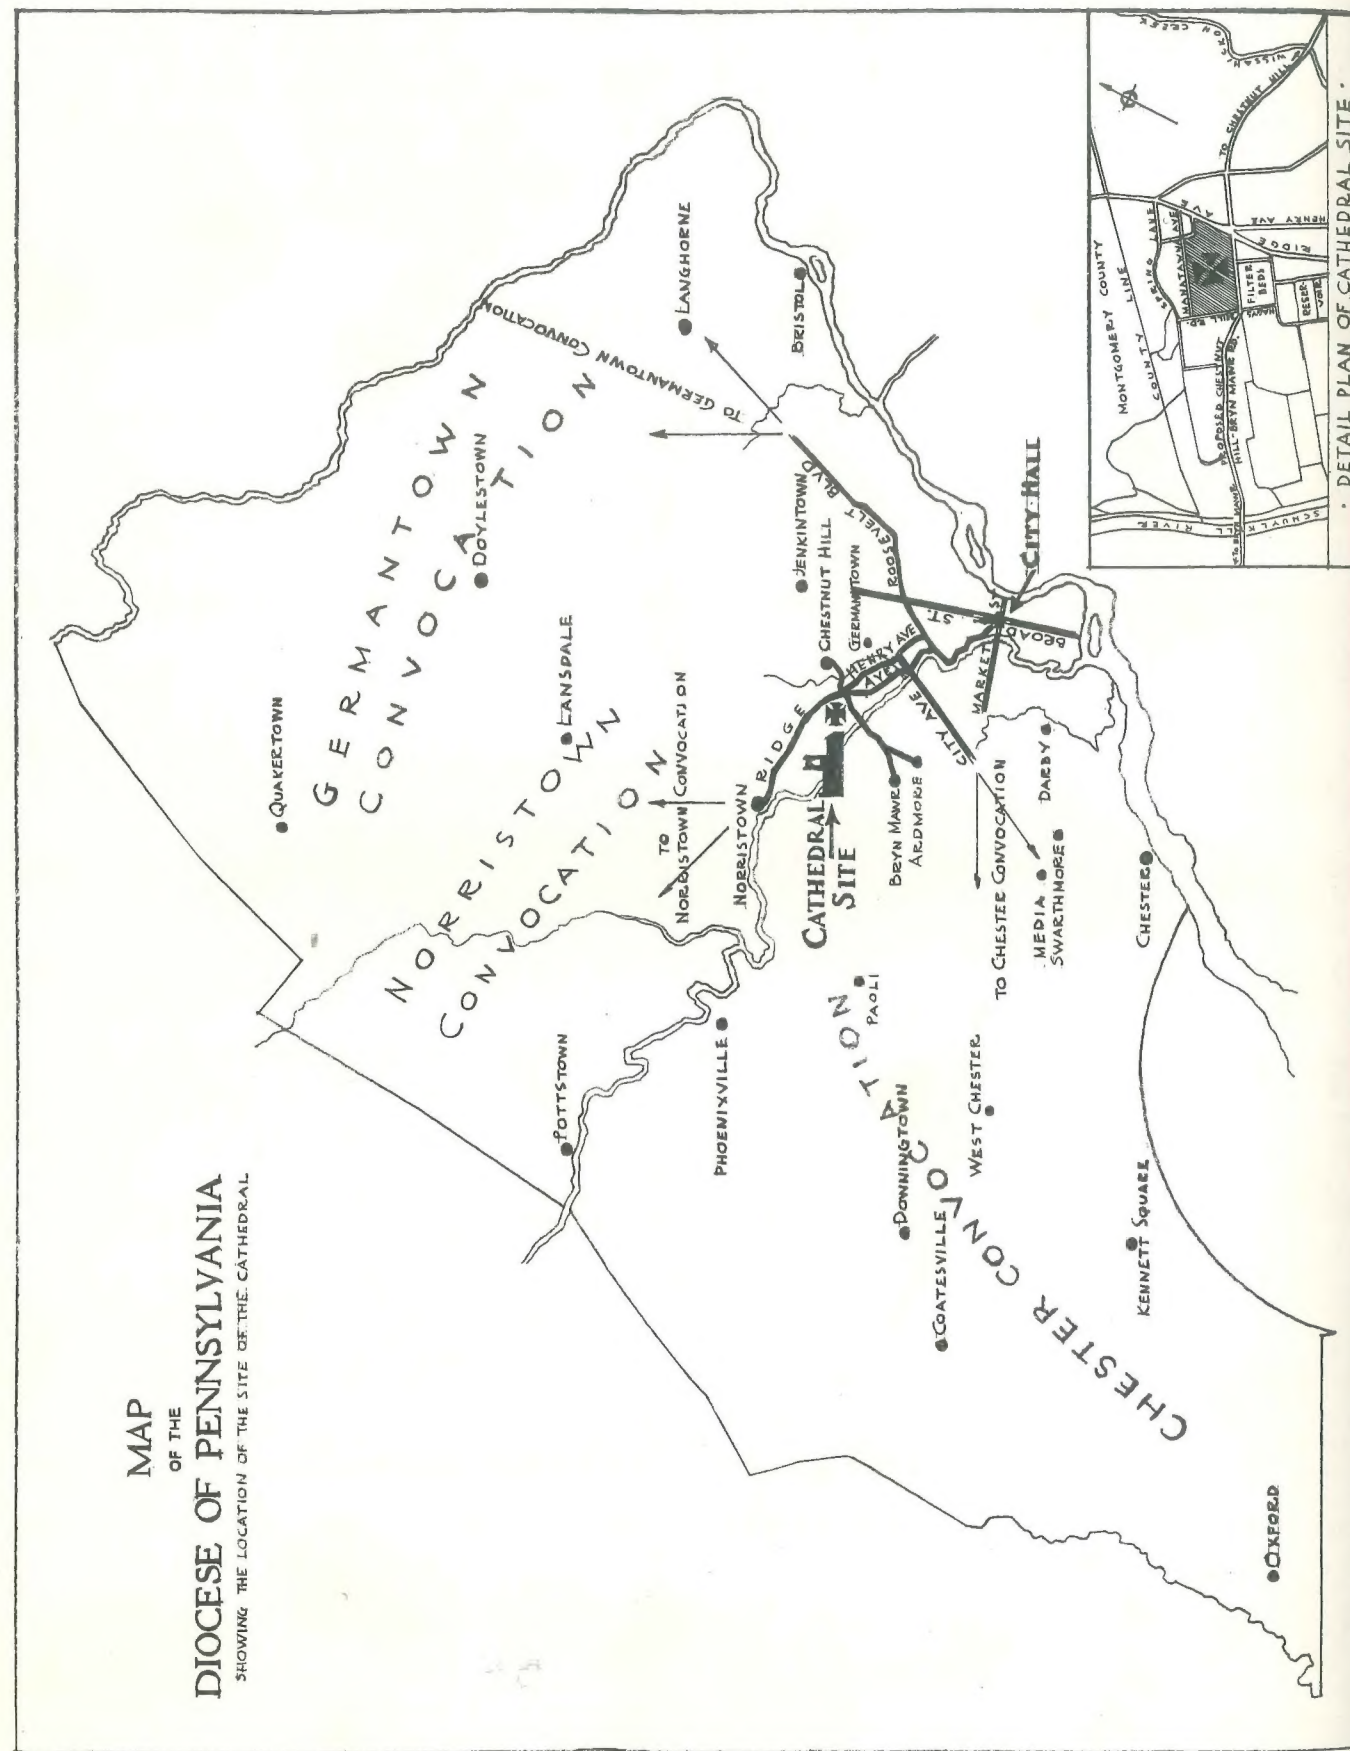 MAP
OF THE
DIOCESE OF PENNSYLVANIA
SHOWING THE LOCATION OF THE SITE OF THE CATHEDRAL
GERMANTOWN
CONVOCATION
QUAKERTOWN
DOYLESTOWN
LANSDALE
NORRISTOWN
CONVOCATION
POTTSTOWN
TO GERMANTOWN CONVOCATION
LANGHORNE
BRISTOL
TO
NORRISTOWN CONVOCATION
NORRISTOWN
PHOENIXVILLE
JENKINTOWN
CHESTNUT HILL
GERMANTOWN
ROOSEVELT BLVD
RIDGE AVE
HENRY AVE
CITY AVE
MARKET ST
BROAD ST.
CITY HALL
CATHEDRAL
SITE
BRYN MAWR
ARDMORE
DARBY
TO CHESTER CONVOCATION
MEDIA
SWARTHMORE
CHESTER
PAOLI
CHESTER CONVOCATION
DOWNINGTOWN
WEST CHESTER
COATESVILLE
KENNETT SQUARE
OXFORD
WISSAHICKON CREEK
TO CHESTNUT HILL
MONTGOMERY COUNTY
COUNTY LINE
SPRING LANE
MANATAWNA AVE
RIDGE AVE
HENRY AVE
FILTER
BEDS
RESER-
VOIR
HAGYS
MILL RD.
PROPOSED CHESTNUT
HILL-BRYN MAWR RD.
TO BRYN MAWR
SCHUYLKILL RIVER
· DETAIL PLAN OF CATHEDRAL SITE ·